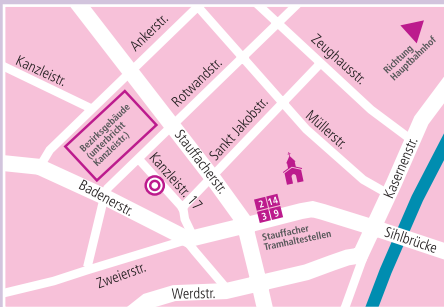 Ankerstr.
Zeughausstr.
Richtung
Hauptbahnhof
Kanzleistr.
Rotwandstr.
Bezirksgebäude
(unterbricht
Kanzleistr.)
Stauffacherstr.
Sankt Jakobstr.
Müllerstr.
Kasernenstr.
Kanzleistr. 17
Badenerstr.
2 14
3 9
Stauffacher
Tramhaltestellen
Sihlbrücke
Zweierstr.
Werdstr.